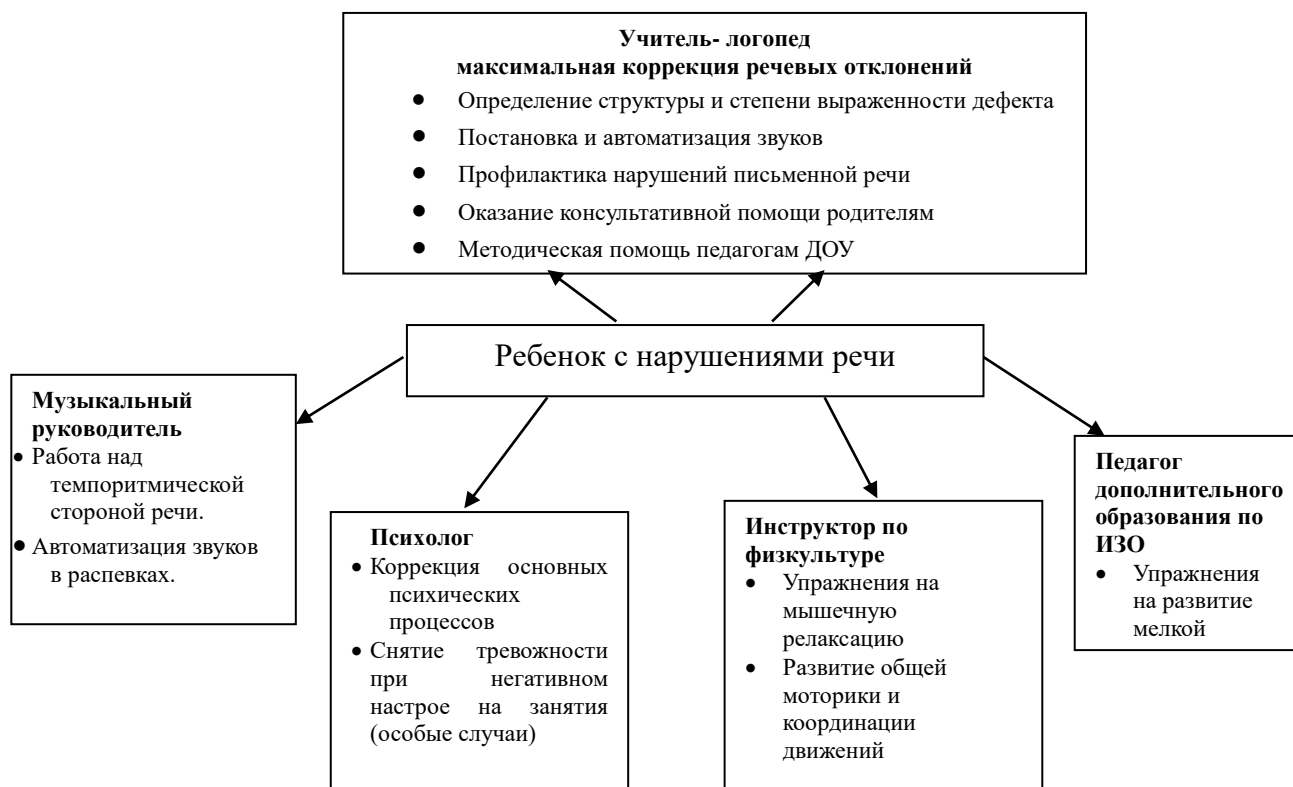 Учитель- логопед
максимальная коррекция речевых отклонений
● Определение структуры и степени выраженности дефекта
● Постановка и автоматизация звуков
● Профилактика нарушений письменной речи
● Оказание консультативной помощи родителям
● Методическая помощь педагогам ДОУ
Ребенок с нарушениями речи
Музыкальный
руководитель
● Работа над
темпоритмической
стороной речи.
● Автоматизация звуков
в распевках.
Психолог
● Коррекция основных
психических
процессов
● Снятие тревожности
при негативном
настрое на занятия
(особые случаи)
Инструктор по
физкультуре
● Упражнения на
мышечную
релаксацию
● Развитие общей
моторики и
координации
движений
Педагог
дополнительного
образования по
ИЗО
● Упражнения
на развитие
мелкой